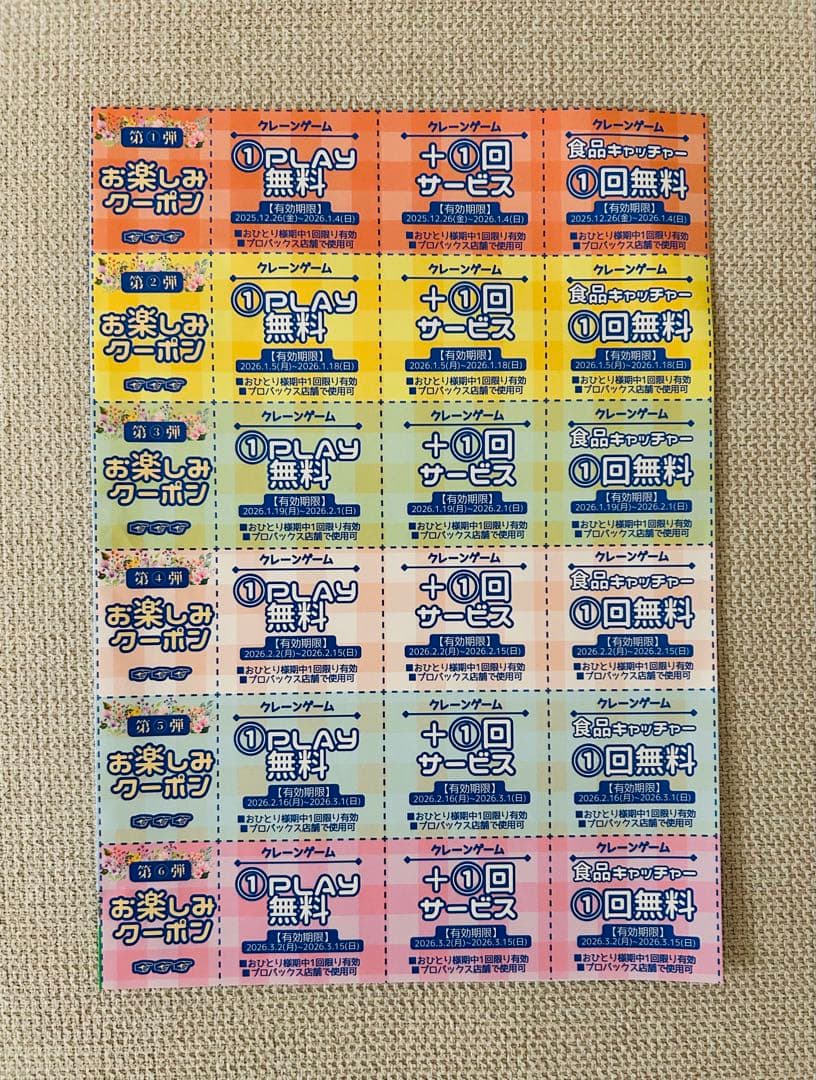 第①弾
お楽しみ
クーポン
クレーンゲーム
①PLAY
無料
【有効期限】
2025.12.26(金)~2026.1.4(日)
■おひとり様期中1回限り有効
■プロパックス店舗で使用可
クレーンゲーム
+①回
サービス
【有効期限】
2025.12.26(金)~2026.1.4(日)
■おひとり様期中1回限り有効
■プロパックス店舗で使用可
クレーンゲーム
食品キャッチャー
①回無料
【有効期限】
2025.12.26(金)~2026.1.4(日)
■おひとり様期中1回限り有効
■プロパックス店舗で使用可
第②弾
お楽しみ
クーポン
クレーンゲーム
①PLAY
無料
【有効期限】
2026.1.5(月)~2026.1.18(日)
■おひとり様期中1回限り有効
■プロパックス店舗で使用可
クレーンゲーム
+①回
サービス
【有効期限】
2026.1.5(月)~2026.1.18(日)
■おひとり様期中1回限り有効
■プロパックス店舗で使用可
クレーンゲーム
食品キャッチャー
①回無料
【有効期限】
2026.1.5(月)~2026.1.18(日)
■おひとり様期中1回限り有効
■プロパックス店舗で使用可
第③弾
お楽しみ
クーポン
クレーンゲーム
①PLAY
無料
【有効期限】
2026.1.19(月)~2026.2.1(日)
■おひとり様期中1回限り有効
■プロパックス店舗で使用可
クレーンゲーム
+①回
サービス
【有効期限】
2026.1.19(月)~2026.2.1(日)
■おひとり様期中1回限り有効
■プロパックス店舗で使用可
クレーンゲーム
食品キャッチャー
①回無料
【有効期限】
2026.1.19(月)~2026.2.1(日)
■おひとり様期中1回限り有効
■プロパックス店舗で使用可
第④弾
お楽しみ
クーポン
クレーンゲーム
①PLAY
無料
【有効期限】
2026.2.2(月)~2026.2.15(日)
■おひとり様期中1回限り有効
■プロパックス店舗で使用可
クレーンゲーム
+①回
サービス
【有効期限】
2026.2.2(月)~2026.2.15(日)
■おひとり様期中1回限り有効
■プロパックス店舗で使用可
クレーンゲーム
食品キャッチャー
①回無料
【有効期限】
2026.2.2(月)~2026.2.15(日)
■おひとり様期中1回限り有効
■プロパックス店舗で使用可
第⑤弾
お楽しみ
クーポン
クレーンゲーム
①PLAY
無料
【有効期限】
2026.2.16(月)~2026.3.1(日)
■おひとり様期中1回限り有効
■プロパックス店舗で使用可
クレーンゲーム
+①回
サービス
【有効期限】
2026.2.16(月)~2026.3.1(日)
■おひとり様期中1回限り有効
■プロパックス店舗で使用可
クレーンゲーム
食品キャッチャー
①回無料
【有効期限】
2026.2.16(月)~2026.3.1(日)
■おひとり様期中1回限り有効
■プロパックス店舗で使用可
第⑥弾
お楽しみ
クーポン
クレーンゲーム
①PLAY
無料
【有効期限】
2026.3.2(月)~2026.3.15(日)
■おひとり様期中1回限り有効
■プロパックス店舗で使用可
クレーンゲーム
+①回
サービス
【有効期限】
2026.3.2(月)~2026.3.15(日)
■おひとり様期中1回限り有効
■プロパックス店舗で使用可
クレーンゲーム
食品キャッチャー
①回無料
【有効期限】
2026.3.2(月)~2026.3.15(日)
■おひとり様期中1回限り有効
■プロパックス店舗で使用可